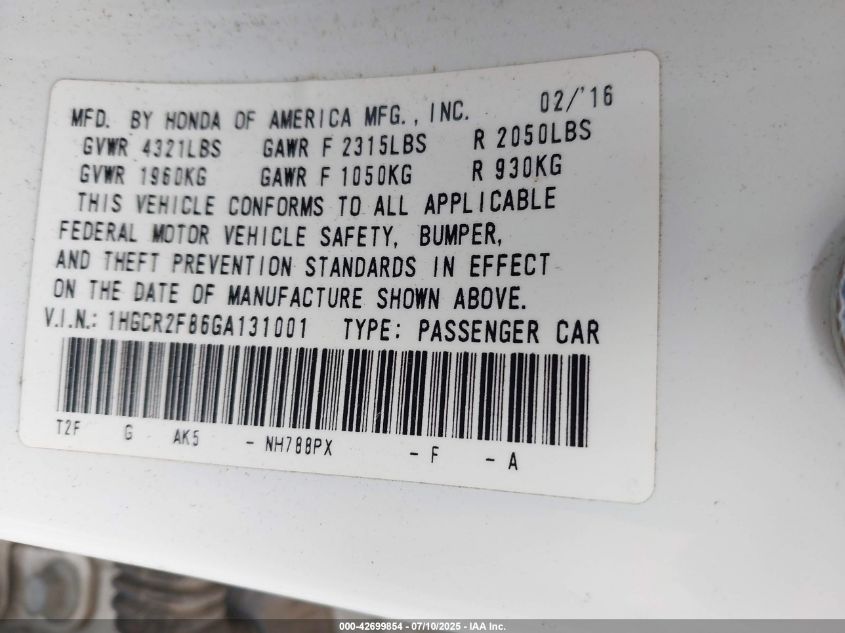 MFD. BY HONDA OF AMERICA MFG., INC. 02/'16
GVWR 4321LBS GAWR F 2315LBS R 2050LBS
GVWR 1960KG GAWR F 1050KG R 930KG
THIS VEHICLE CONFORMS TO ALL APPLICABLE
FEDERAL MOTOR VEHICLE SAFETY, BUMPER,
AND THEFT PREVENTION STANDARDS IN EFFECT
ON THE DATE OF MANUFACTURE SHOWN ABOVE.
V.I.N.: 1HGCR2F86GA131001 TYPE: PASSENGER CAR
T2F G AK5 - NH788PX - F - A
000-42699854 - 07/10/2025 - IAA Inc.